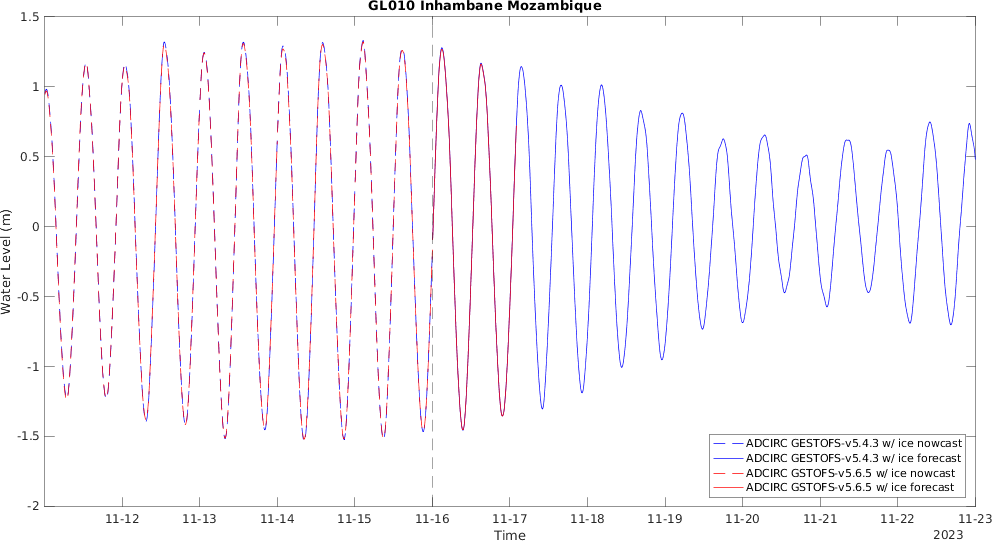 GL010 Inhambane Mozambique
1.5
1
0.5
0
-0.5
-1
-1.5
-2
Water Level (m)
ADCIRC GESTOFS-v5.4.3 w/ ice nowcast
ADCIRC GESTOFS-v5.4.3 w/ ice forecast
ADCIRC GSTOFS-v5.6.5 w/ ice nowcast
ADCIRC GSTOFS-v5.6.5 w/ ice forecast
11-12 11-13 11-14 11-15 11-16 11-17 11-18 11-19 11-20 11-21 11-22 11-23
Time
2023